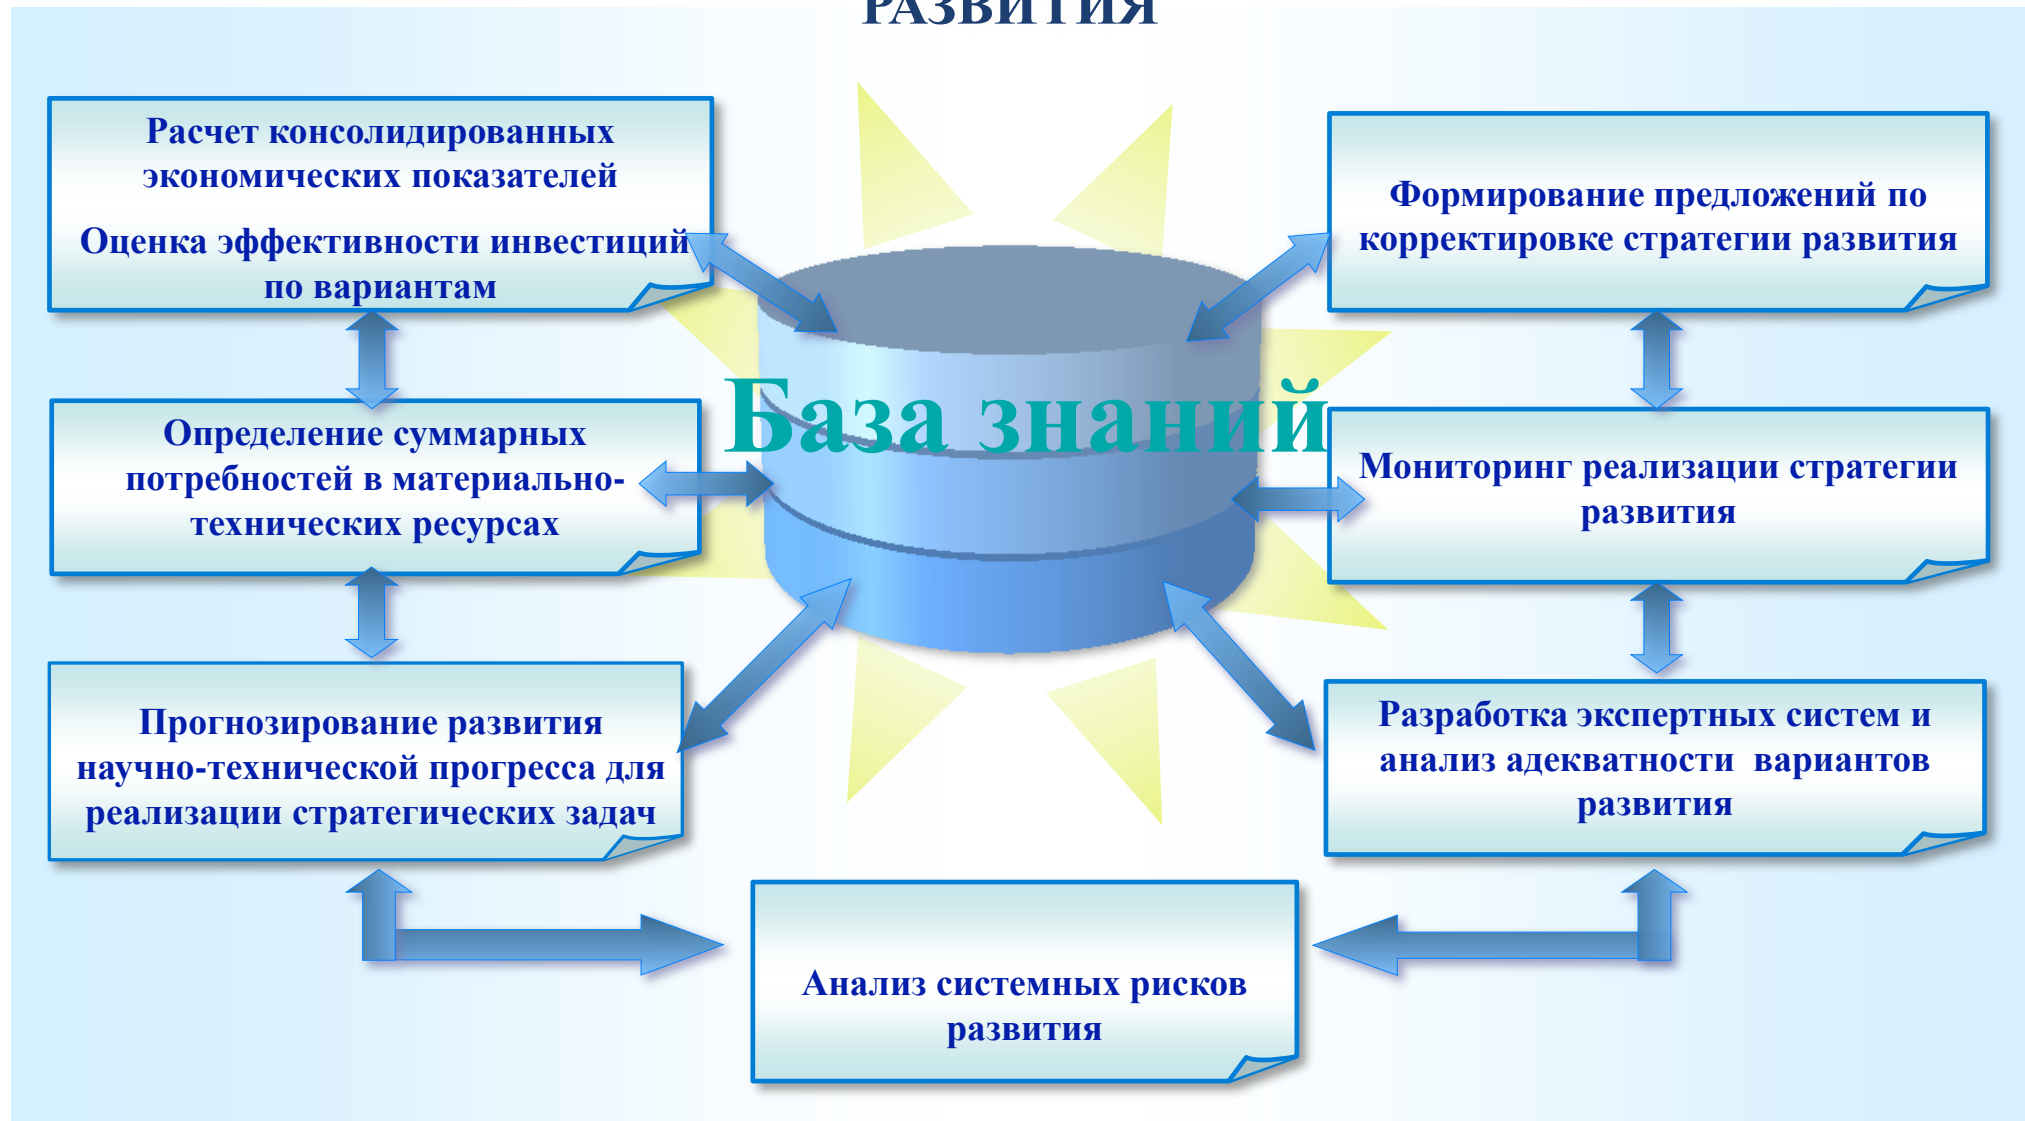 РАЗВИТИЯ
Расчет консолидированных
экономических показателей
Оценка эффективности инвестиций
по вариантам
Определение суммарных
потребностей в материально-
технических ресурсах
Прогнозирование развития
научно-технической прогресса для
реализации стратегических задач
База знаний
Формирование предложений по
корректировке стратегии развития
Мониторинг реализации стратегии
развития
Разработка экспертных систем и
анализ адекватности вариантов
развития
Анализ системных рисков
развития